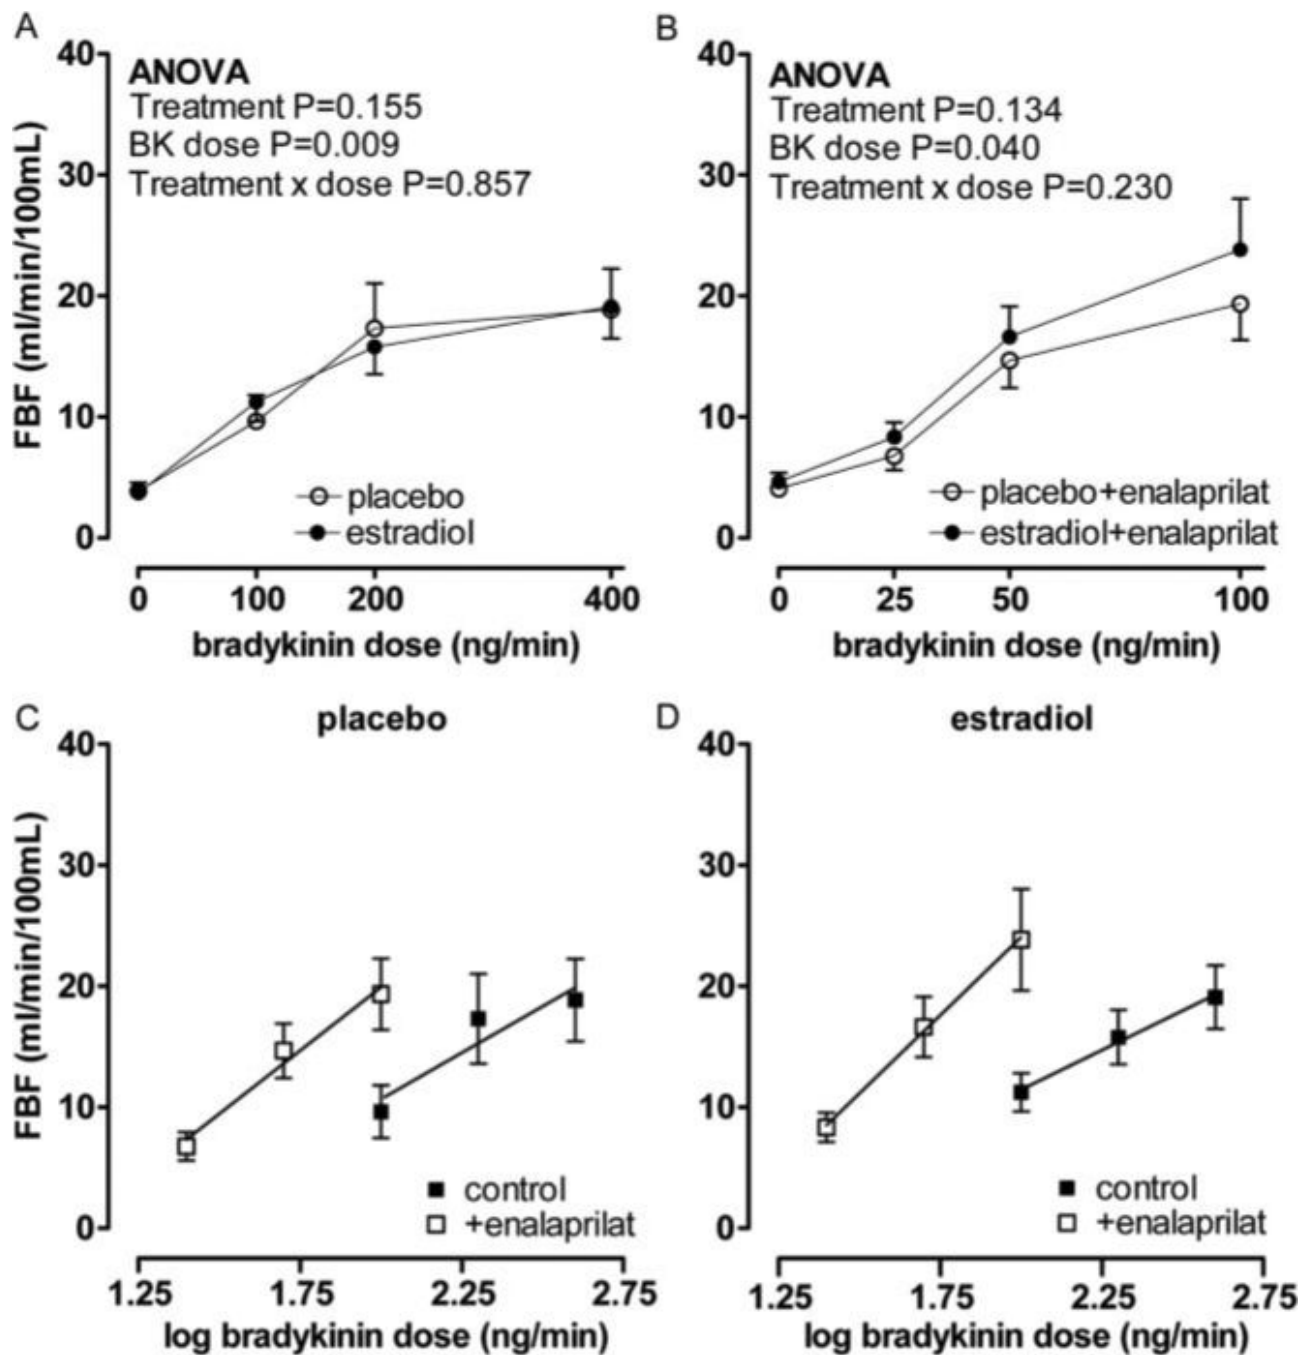 A
ANOVA
Treatment P=0.155
BK dose P=0.009
Treatment x dose P=0.857
FBF (ml/min/100mL)
40
30
20
10
0
placebo
estradiol
0 100 200 400
bradykinin dose (ng/min)
B
ANOVA
Treatment P=0.134
BK dose P=0.040
Treatment x dose P=0.230
40
30
20
10
0
placebo+enalaprilat
estradiol+enalaprilat
0 25 50 100
bradykinin dose (ng/min)
C
placebo
FBF (ml/min/100mL)
40
30
20
10
0
control
+enalaprilat
1.25 1.75 2.25 2.75
log bradykinin dose (ng/min)
D
estradiol
40
30
20
10
0
control
+enalaprilat
1.25 1.75 2.25 2.75
log bradykinin dose (ng/min)